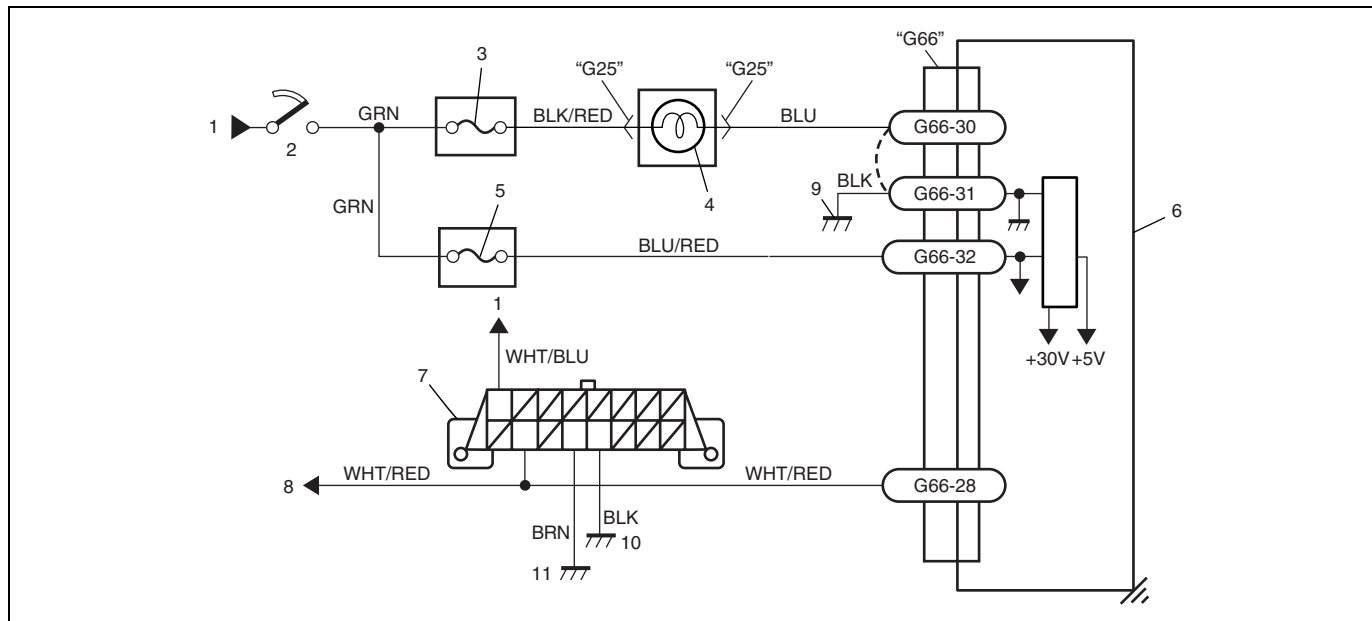 "G66"
3
"G25"
"G25"
1
2
GRN
BLK/RED
BLU
G66-30
4
9
BLK
G66-31
6
GRN
5
BLU/RED
G66-32
1
+30V
+5V
WHT/BLU
7
8
WHT/RED
WHT/RED
G66-28
BRN
BLK
10
11